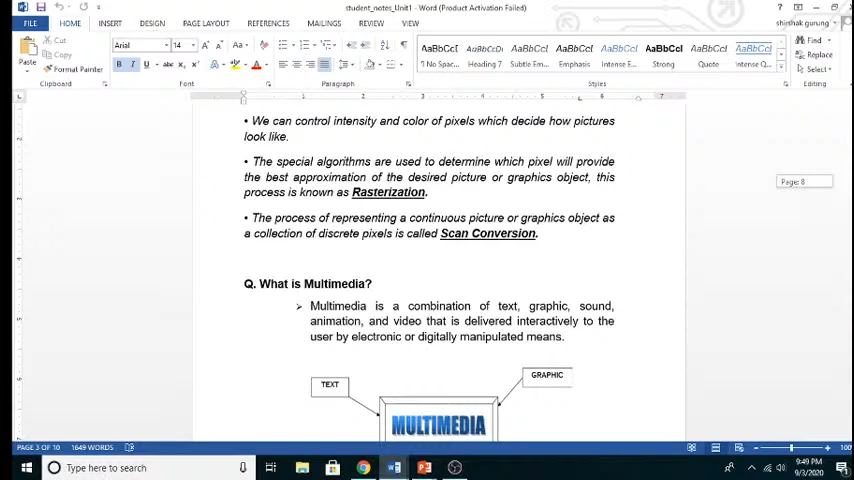 student_notes_Unit1 - Word (Product Activation Failed)
FILE HOME INSERT DESIGN PAGE LAYOUT REFERENCES MAILINGS REVIEW VIEW shirthak gurung
Cut
Copy
Format Painter
Paste
Clipboard
Arial 14
Font
Paragraph
AaBbCcI AaBbCcDc AaBbCcI AaBbCcI AaBbCcI AaBbCcI AaBbCcI AaBbCcI
¶ No Spac... Heading 7 Subtle Em... Emphasis Intense E... Strong Quote Intense Q...
Styles
Find
Replace
Select
Editing
• We can control intensity and color of pixels which decide how pictures
look like.
• The special algorithms are used to determine which pixel will provide
the best approximation of the desired picture or graphics object, this
process is known as Rasterization.
• The process of representing a continuous picture or graphics object as
a collection of discrete pixels is called Scan Conversion.
Page: 8
Q. What is Multimedia?
➢ Multimedia is a combination of text, graphic, sound,
animation, and video that is delivered interactively to the
user by electronic or digitally manipulated means.
TEXT
GRAPHIC
MULTIMEDIA
PAGE 3 OF 10 1649 WORDS
Type here to search
9:49 PM
9/3/2020